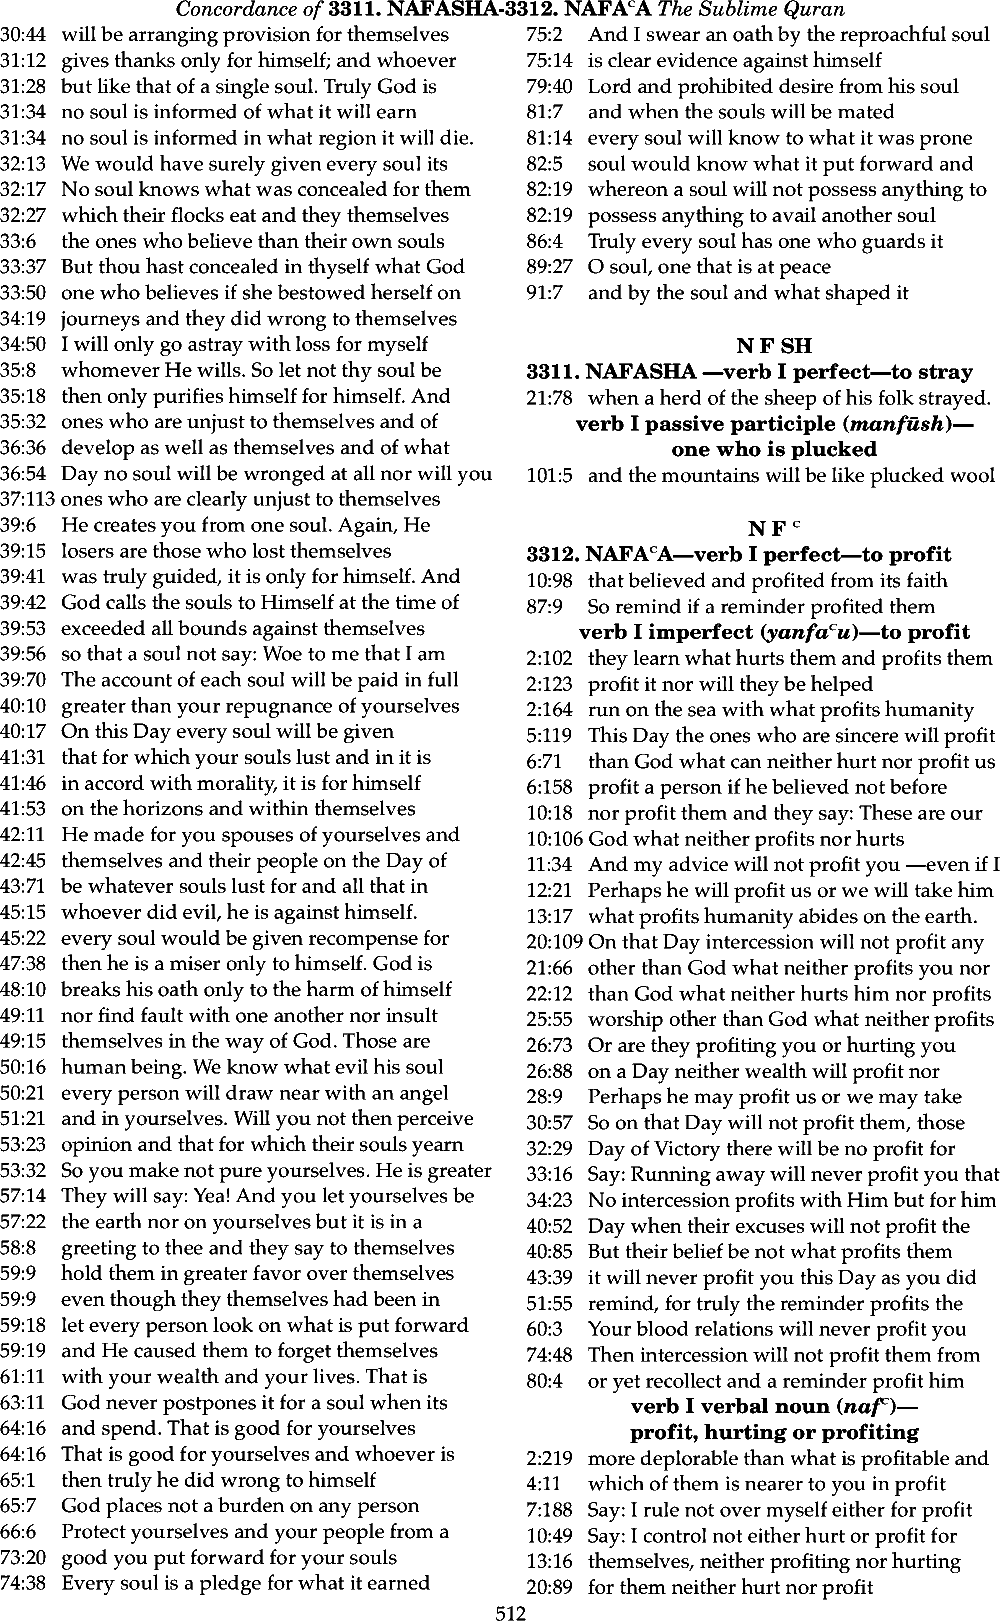 Concordance of 3311. NAFASHA-3312. NAFAᶜA The Sublime Quran
30:44 will be arranging provision for themselves
31:12 gives thanks only for himself; and whoever
31:28 but like that of a single soul. Truly God is
31:34 no soul is informed of what it will earn
31:34 no soul is informed in what region it will die.
32:13 We would have surely given every soul its
32:17 No soul knows what was concealed for them
32:27 which their flocks eat and they themselves
33:6 the ones who believe than their own souls
33:37 But thou hast concealed in thyself what God
33:50 one who believes if she bestowed herself on
34:19 journeys and they did wrong to themselves
34:50 I will only go astray with loss for myself
35:8 whomever He wills. So let not thy soul be
35:18 then only purifies himself for himself. And
35:32 ones who are unjust to themselves and of
36:36 develop as well as themselves and of what
36:54 Day no soul will be wronged at all nor will you
37:113 ones who are clearly unjust to themselves
39:6 He creates you from one soul. Again, He
39:15 losers are those who lost themselves
39:41 was truly guided, it is only for himself. And
39:42 God calls the souls to Himself at the time of
39:53 exceeded all bounds against themselves
39:56 so that a soul not say: Woe to me that I am
39:70 The account of each soul will be paid in full
40:10 greater than your repugnance of yourselves
40:17 On this Day every soul will be given
41:31 that for which your souls lust and in it is
41:46 in accord with morality, it is for himself
41:53 on the horizons and within themselves
42:11 He made for you spouses of yourselves and
42:45 themselves and their people on the Day of
43:71 be whatever souls lust for and all that in
45:15 whoever did evil, he is against himself.
45:22 every soul would be given recompense for
47:38 then he is a miser only to himself. God is
48:10 breaks his oath only to the harm of himself
49:11 nor find fault with one another nor insult
49:15 themselves in the way of God. Those are
50:16 human being. We know what evil his soul
50:21 every person will draw near with an angel
51:21 and in yourselves. Will you not then perceive
53:23 opinion and that for which their souls yearn
53:32 So you make not pure yourselves. He is greater
57:14 They will say: Yea! And you let yourselves be
57:22 the earth nor on yourselves but it is in a
58:8 greeting to thee and they say to themselves
59:9 hold them in greater favor over themselves
59:9 even though they themselves had been in
59:18 let every person look on what is put forward
59:19 and He caused them to forget themselves
61:11 with your wealth and your lives. That is
63:11 God never postpones it for a soul when its
64:16 and spend. That is good for yourselves
64:16 That is good for yourselves and whoever is
65:1 then truly he did wrong to himself
65:7 God places not a burden on any person
66:6 Protect yourselves and your people from a
73:20 good you put forward for your souls
74:38 Every soul is a pledge for what it earned
75:2 And I swear an oath by the reproachful soul
75:14 is clear evidence against himself
79:40 Lord and prohibited desire from his soul
81:7 and when the souls will be mated
81:14 every soul will know to what it was prone
82:5 soul would know what it put forward and
82:19 whereon a soul will not possess anything to
82:19 possess anything to avail another soul
86:4 Truly every soul has one who guards it
89:27 O soul, one that is at peace
91:7 and by the soul and what shaped it
N F SH
3311. NAFASHA —verb I perfect—to stray
21:78 when a herd of the sheep of his folk strayed.
verb I passive participle (manfūsh)—
one who is plucked
101:5 and the mountains will be like plucked wool
N F ᶜ
3312. NAFAᶜA—verb I perfect—to profit
10:98 that believed and profited from its faith
87:9 So remind if a reminder profited them
verb I imperfect (yanfaᶜu)—to profit
2:102 they learn what hurts them and profits them
2:123 profit it nor will they be helped
2:164 run on the sea with what profits humanity
5:119 This Day the ones who are sincere will profit
6:71 than God what can neither hurt nor profit us
6:158 profit a person if he believed not before
10:18 nor profit them and they say: These are our
10:106 God what neither profits nor hurts
11:34 And my advice will not profit you —even if I
12:21 Perhaps he will profit us or we will take him
13:17 what profits humanity abides on the earth.
20:109 On that Day intercession will not profit any
21:66 other than God what neither profits you nor
22:12 than God what neither hurts him nor profits
25:55 worship other than God what neither profits
26:73 Or are they profiting you or hurting you
26:88 on a Day neither wealth will profit nor
28:9 Perhaps he may profit us or we may take
30:57 So on that Day will not profit them, those
32:29 Day of Victory there will be no profit for
33:16 Say: Running away will never profit you that
34:23 No intercession profits with Him but for him
40:52 Day when their excuses will not profit the
40:85 But their belief be not what profits them
43:39 it will never profit you this Day as you did
51:55 remind, for truly the reminder profits the
60:3 Your blood relations will never profit you
74:48 Then intercession will not profit them from
80:4 or yet recollect and a reminder profit him
verb I verbal noun (nafᶜ)—
profit, hurting or profiting
2:219 more deplorable than what is profitable and
4:11 which of them is nearer to you in profit
7:188 Say: I rule not over myself either for profit
10:49 Say: I control not either hurt or profit for
13:16 themselves, neither profiting nor hurting
20:89 for them neither hurt nor profit
512